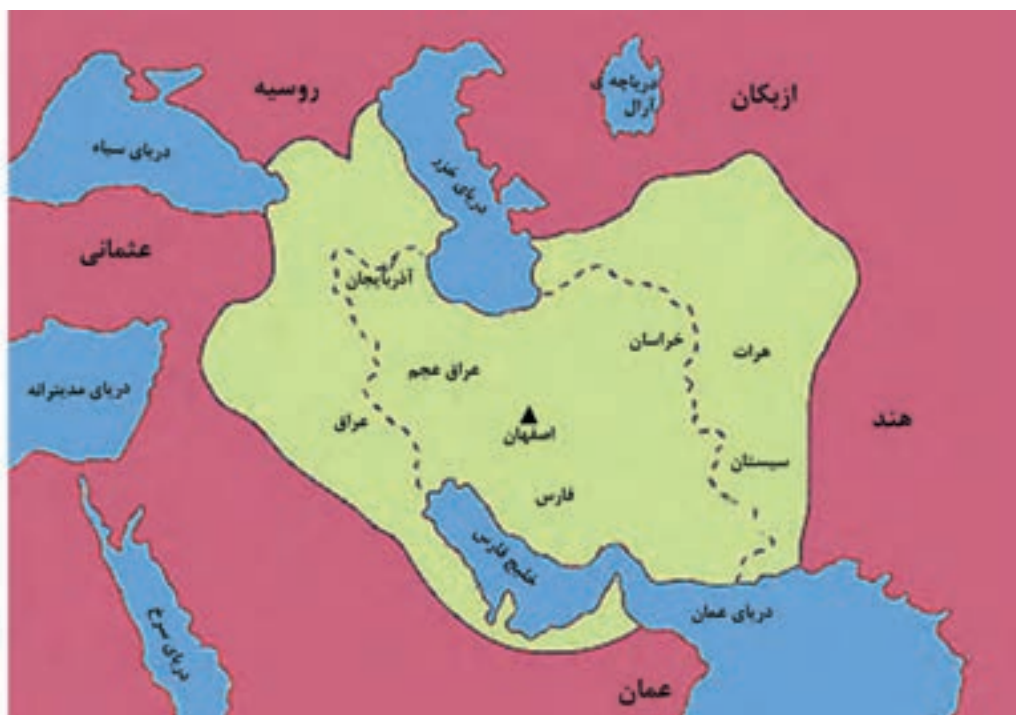 روسیه
دریاچه ی
آرال
ازبکان
دریای سیاه
دریای خزر
عثمانی
آذربایجان
خراسان
هرات
عراق عجم
دریای مدیترانه
عراق
اصفهان
هند
سیستان
فارس
خلیج فارس
دریای عمان
دریای سرخ
عمان